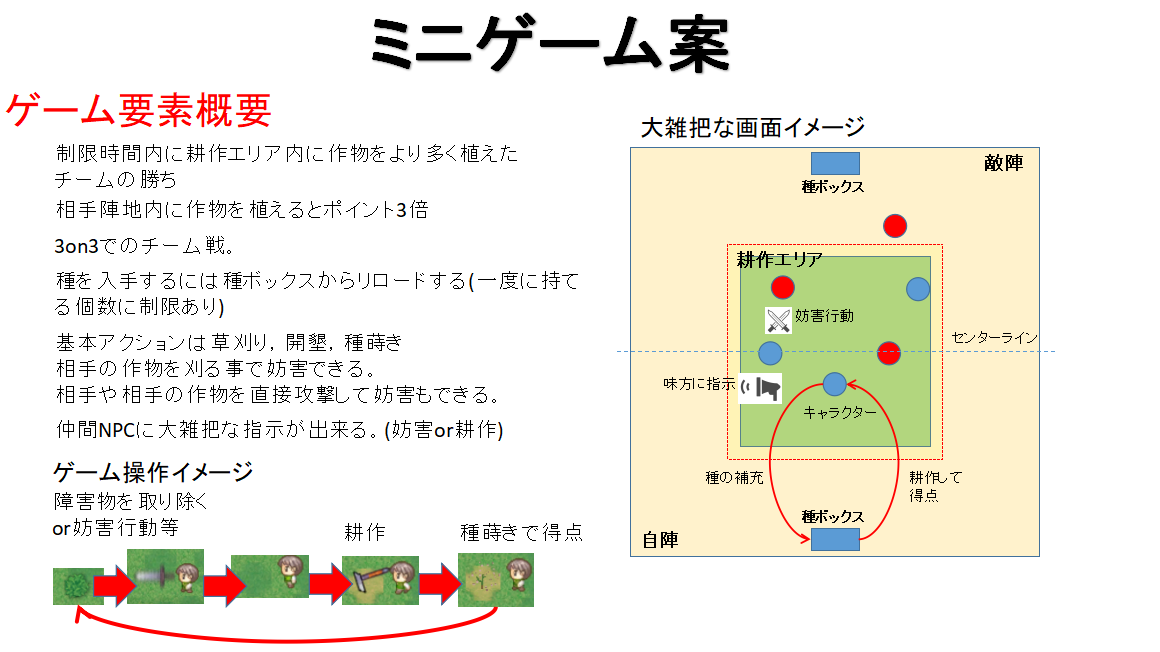 ミニゲーム案
ゲーム要素概要
制限時間内に耕作エリア内に作物をより多く植えた
チームの勝ち
相手陣地内に作物を植えるとポイント3倍
3on3でのチーム戦。
種を入手するには種ボックスからリロードする(一度に持て
る個数に制限あり)
基本アクションは草刈り，開墾，種蒔き
相手の作物を刈る事で妨害できる。
相手や相手の作物を直接攻撃して妨害もできる。
仲間NPCに大雑把な指示が出来る。(妨害or耕作)
ゲーム操作イメージ
障害物を取り除く
or妨害行動等
耕作
種蒔きで得点
大雑把な画面イメージ
種ボックス
敵陣
耕作エリア
妨害行動
センターライン
味方に指示
キャラクター
種の補充
耕作して
得点
種ボックス
自陣